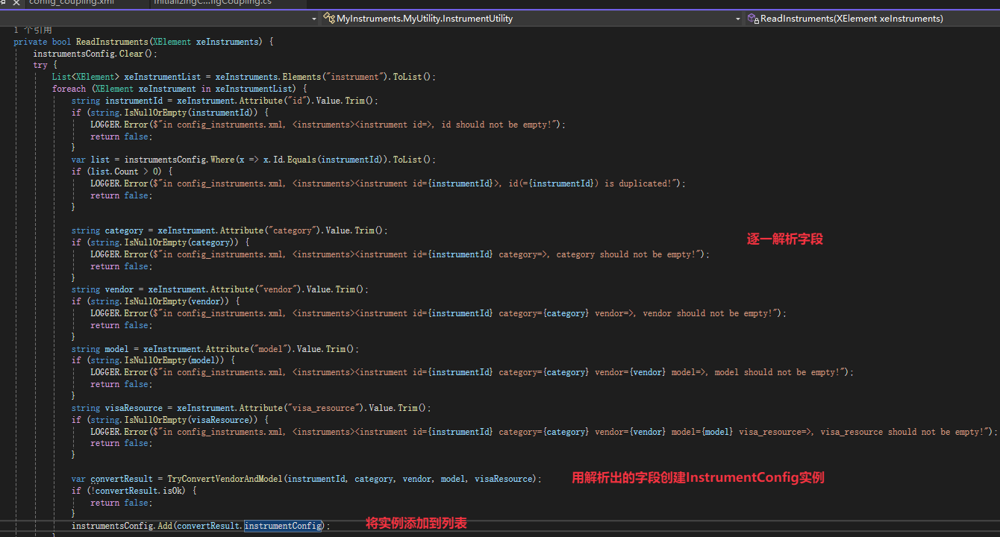 config_coupling.xml InitializingC...figCoupling.cs
MyInstruments.MyUtility.InstrumentUtility ReadInstruments(XElement xeInstruments)
1 个引用
private bool ReadInstruments(XElement xeInstruments) {
instrumentsConfig.Clear();
try {
List<XElement> xeInstrumentList = xeInstruments.Elements("instrument").ToList();
foreach (XElement xeInstrument in xeInstrumentList) {
string instrumentId = xeInstrument.Attribute("id").Value.Trim();
if (string.IsNullOrEmpty(instrumentId)) {
LOGGER.Error($"in config_instruments.xml, <instruments><instrument id=>, id should not be empty!");
return false;
}
var list = instrumentsConfig.Where(x => x.Id.Equals(instrumentId)).ToList();
if (list.Count > 0) {
LOGGER.Error($"in config_instruments.xml, <instruments><instrument id={instrumentId}>, id(={instrumentId}) is duplicated!");
return false;
}
string category = xeInstrument.Attribute("category").Value.Trim();
逐一解析字段
if (string.IsNullOrEmpty(category)) {
LOGGER.Error($"in config_instruments.xml, <instruments><instrument id={instrumentId} category=>, category should not be empty!");
return false;
}
string vendor = xeInstrument.Attribute("vendor").Value.Trim();
if (string.IsNullOrEmpty(vendor)) {
LOGGER.Error($"in config_instruments.xml, <instruments><instrument id={instrumentId} category={category} vendor=>, vendor should not be empty!");
return false;
}
string model = xeInstrument.Attribute("model").Value.Trim();
if (string.IsNullOrEmpty(model)) {
LOGGER.Error($"in config_instruments.xml, <instruments><instrument id={instrumentId} category={category} vendor={vendor} model=>, model should not be empty!");
return false;
}
string visaResource = xeInstrument.Attribute("visa_resource").Value.Trim();
if (string.IsNullOrEmpty(visaResource)) {
LOGGER.Error($"in config_instruments.xml, <instruments><instrument id={instrumentId} category={category} vendor={vendor} model={model} visa_resource=>, visa_resource should not be empty!");
return false;
}
var convertResult = TryConvertVendorAndModel(instrumentId, category, vendor, model, visaResource); 用解析出的字段创建InstrumentConfig实例
if (!convertResult.isOk) {
return false;
}
instrumentsConfig.Add(convertResult.instrumentConfig); 将实例添加到列表
}